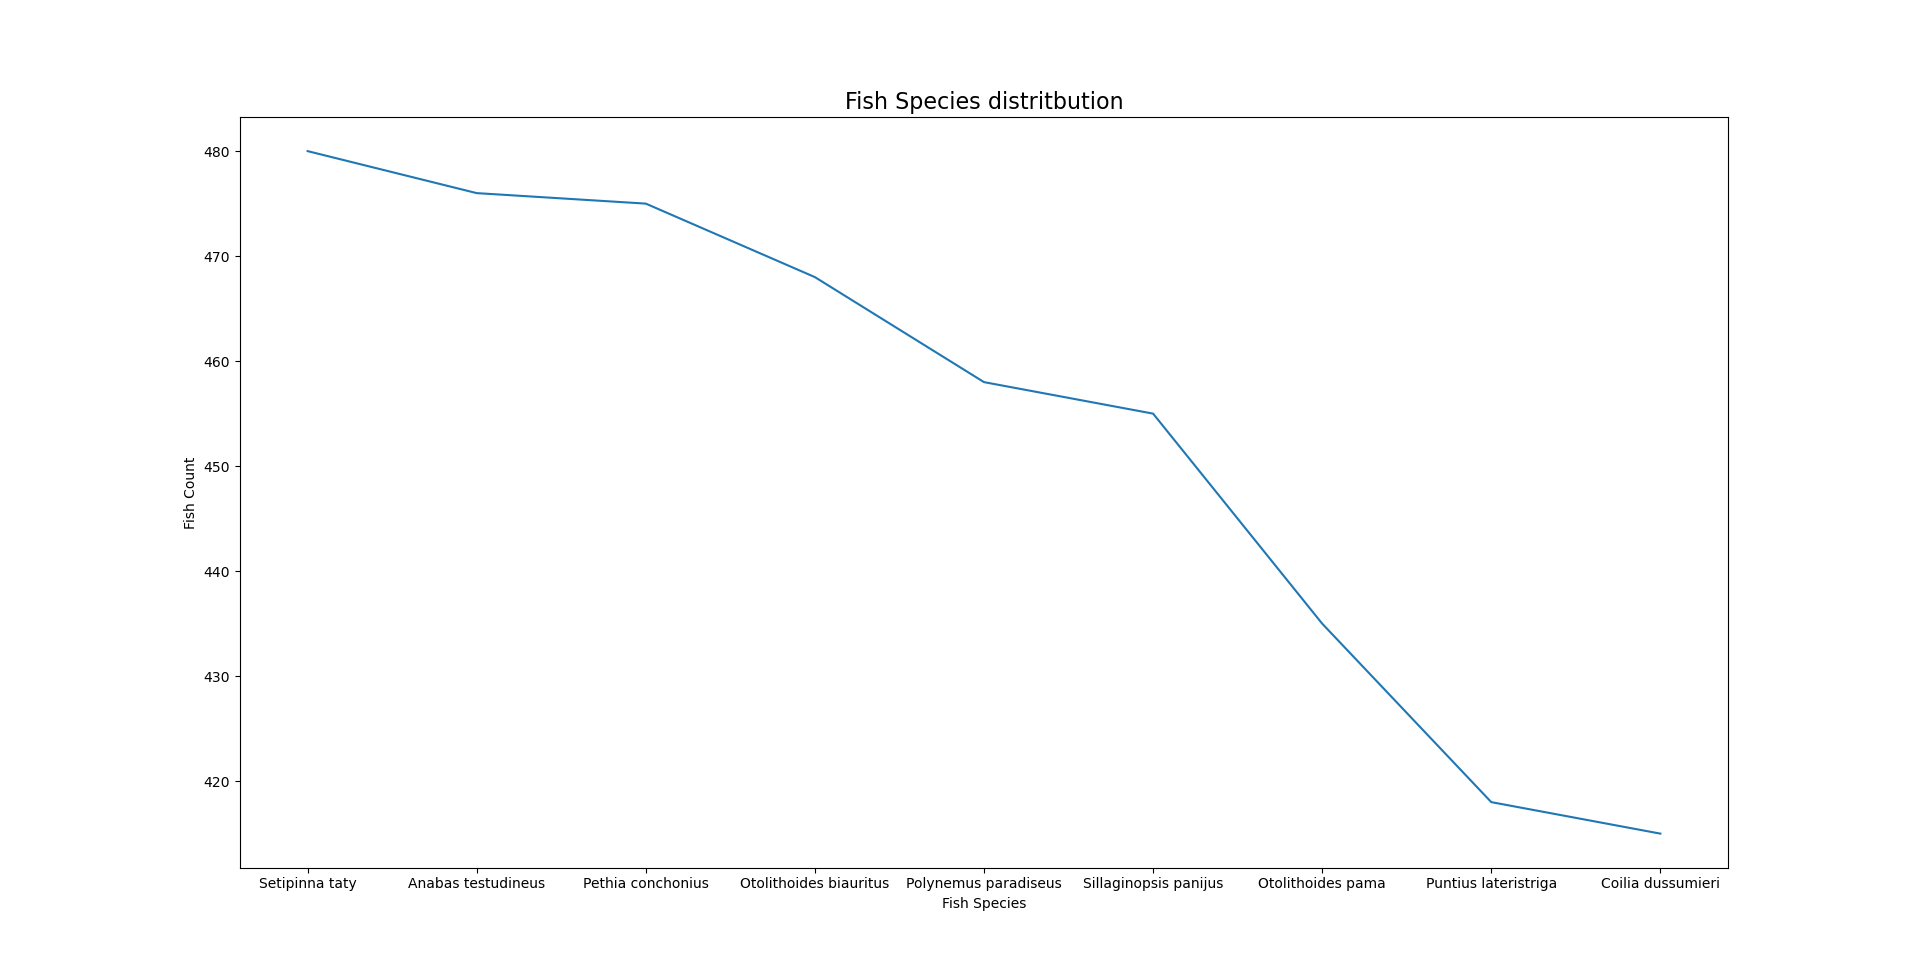 Fish Species distritbution
480
470
460
450
440
430
420
Fish Count
Setipinna taty
Anabas testudineus
Pethia conchonius
Otolithoides biauritus
Polynemus paradiseus
Sillaginopsis panijus
Otolithoides pama
Puntius lateristriga
Coilia dussumieri
Fish Species